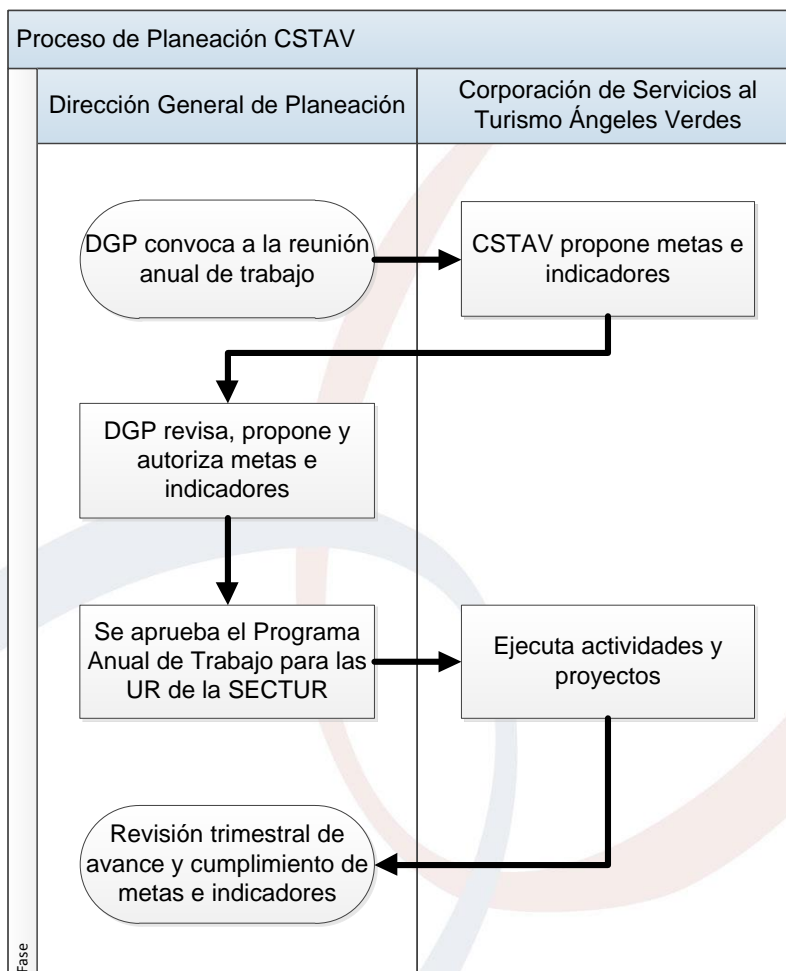 Proceso de Planeación CSTAV
Dirección General de Planeación
Corporación de Servicios al
Turismo Ángeles Verdes
DGP convoca a la reunión
anual de trabajo
CSTAV propone metas e
indicadores
DGP revisa, propone y
autoriza metas e
indicadores
Se aprueba el Programa
Anual de Trabajo para las
UR de la SECTUR
Ejecuta actividades y
proyectos
Revisión trimestral de
avance y cumplimiento de
metas e indicadores
Fase